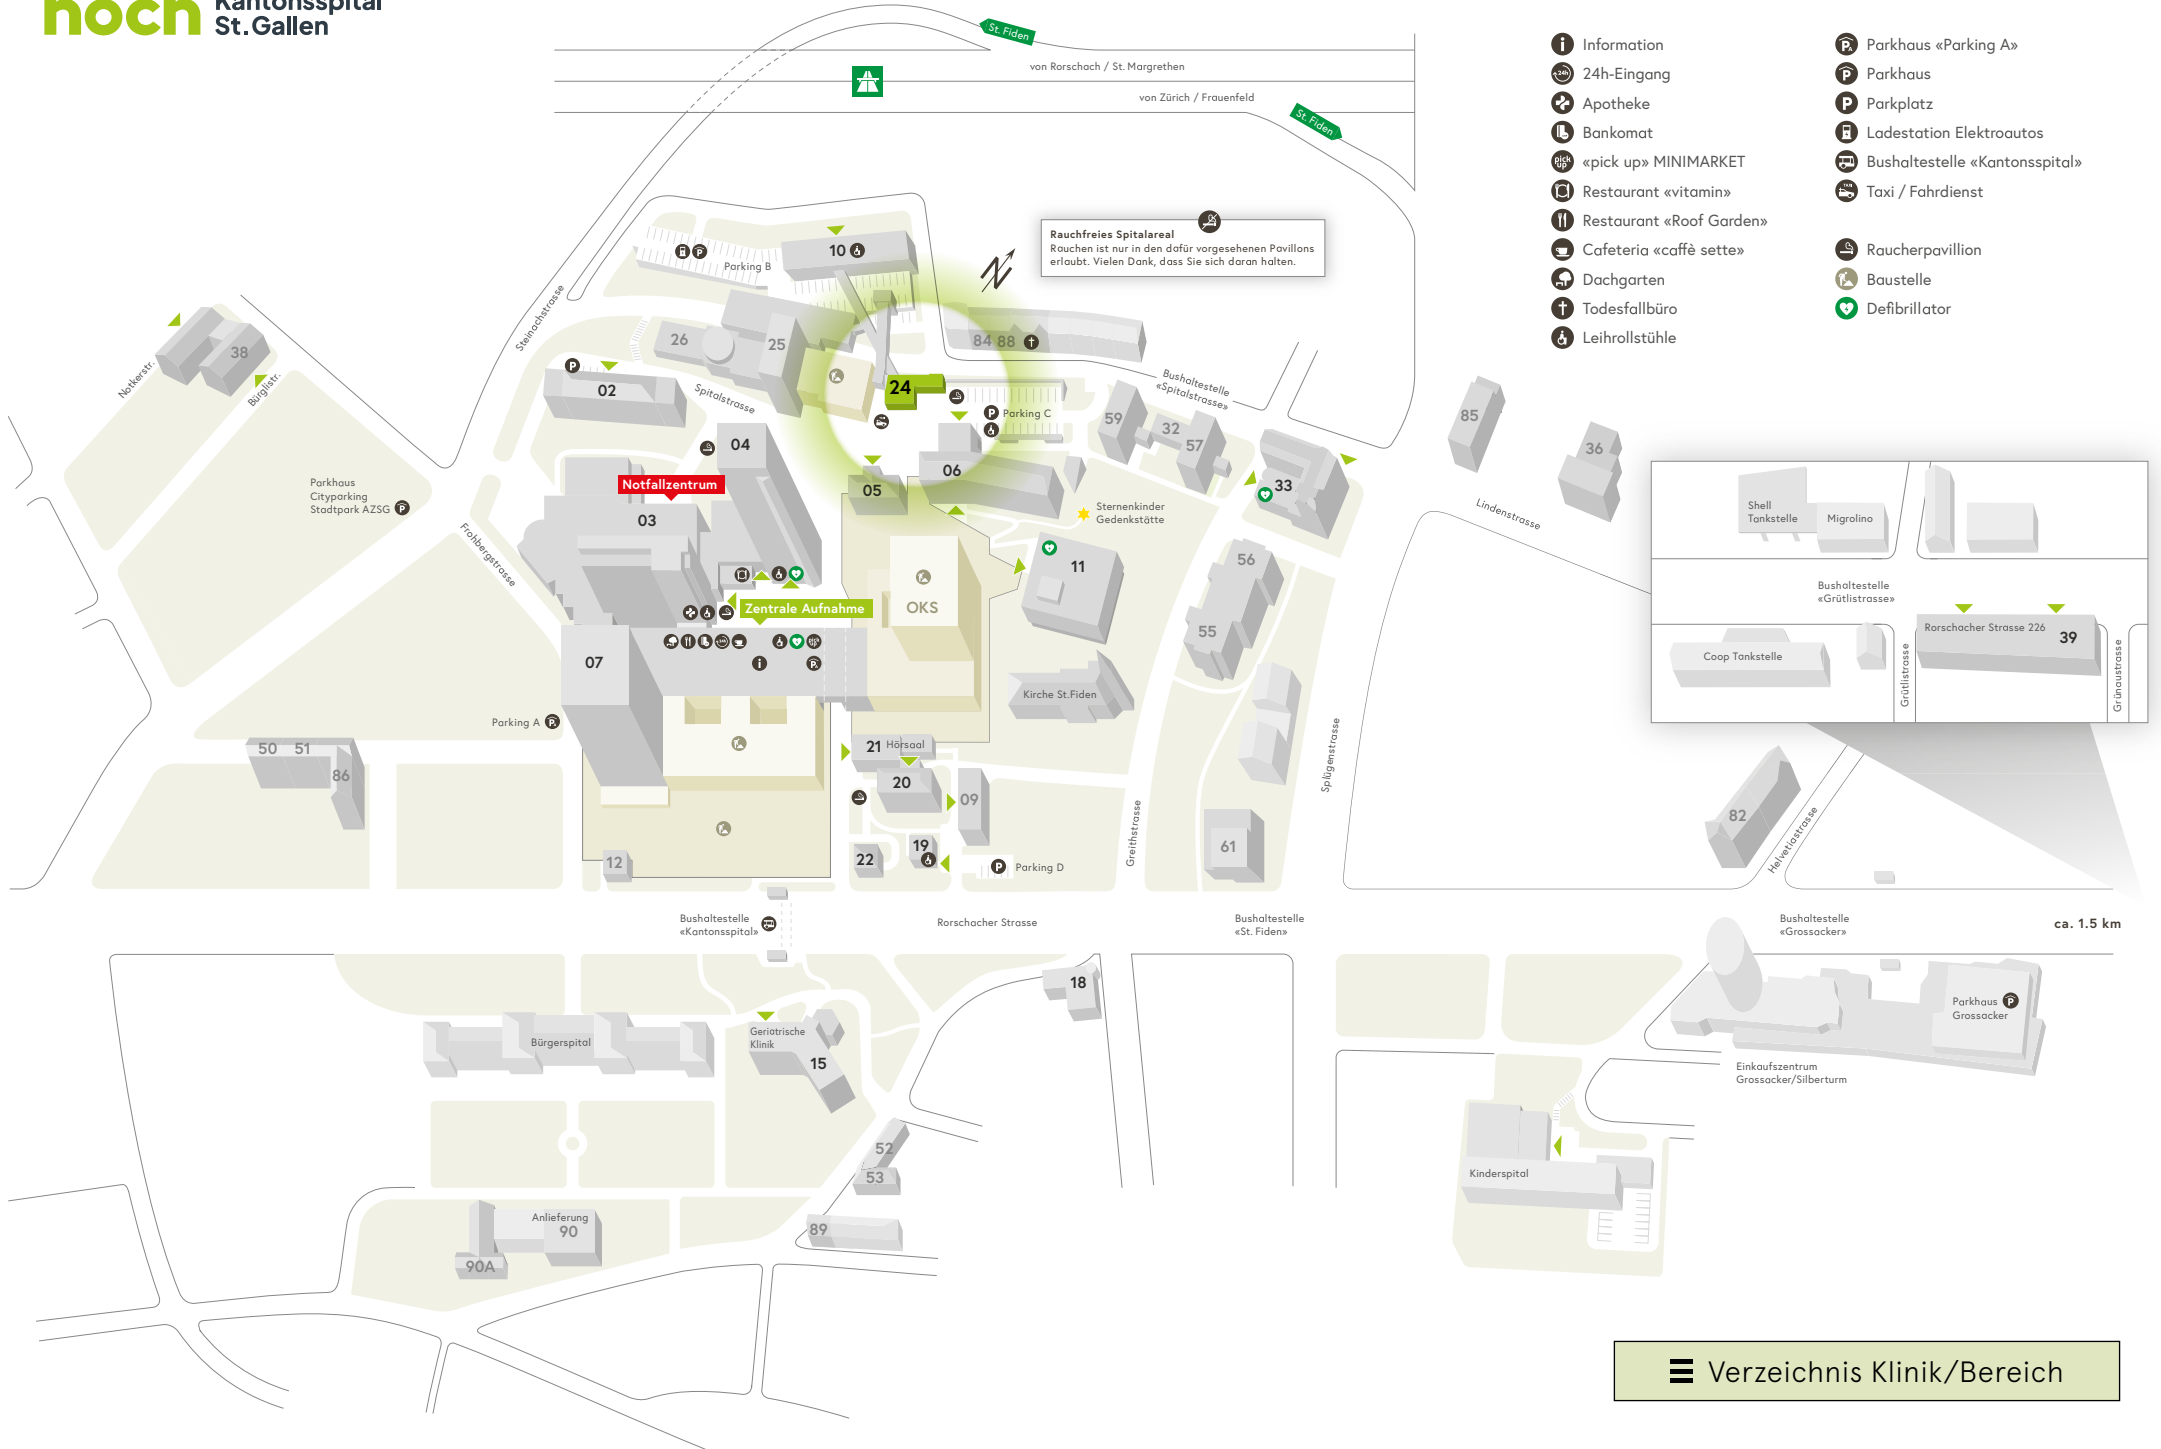 noch Kantonsspital
St.Gallen
St. Fiden
von Rorschach / St. Margrethen
von Zürich / Frauenfeld
St. Fiden
Information
24h-Eingang
Apotheke
Bankomat
«pick up» MINIMARKET
Restaurant «vitamin»
Restaurant «Roof Garden»
Cafeteria «caffè sette»
Dachgarten
Todesfallbüro
Leihrollstühle
Parkhaus «Parking A»
Parkhaus
Parkplatz
Ladestation Elektroautos
Bushaltestelle «Kantonsspital»
Taxi / Fahrdienst
Raucherpavillion
Baustelle
Defibrillator
Rauchfreies Spitalareal
Rauchen ist nur in den dafür vorgesehenen Pavillons
erlaubt. Vielen Dank, dass Sie sich daran halten.
N
10
Parking B
Steinachstrasse
26
25
84 88
38
Notkerstr.
Bürglistr.
02
Spitalstrasse
24
Bushaltestelle
«Spitalstrasse»
Parking C
59
32
57
85
36
04
06
05
33
Notfallzentrum
03
Parkhaus
Cityparking
Stadtpark AZSG
Frohbergstrasse
Sternenkinder
Gedenkstätte
Lindenstrasse
Shell
Tankstelle
Migrolino
11
56
55
Zentrale Aufnahme
OKS
Bushaltestelle
«Grütlistrasse»
Rorschacher Strasse 226
39
Coop Tankstelle
Grütlistrasse
Grünaustrasse
07
Kirche St.Fiden
Parking A
50 51
86
21 Hörsaal
20
09
Splügenstrasse
Greithstrasse
82
Helvetiastrasse
12
22
19
Parking D
61
Bushaltestelle
«Kantonsspital»
Rorschacher Strasse
Bushaltestelle
«St. Fiden»
Bushaltestelle
«Grossacker»
ca. 1.5 km
18
Bürgerspital
Geriatrische
Klinik
15
Parkhaus
Grossacker
Einkaufszentrum
Grossacker/Silberturm
52
53
Kinderspital
Anlieferung
90
90A
89
Verzeichnis Klinik/Bereich